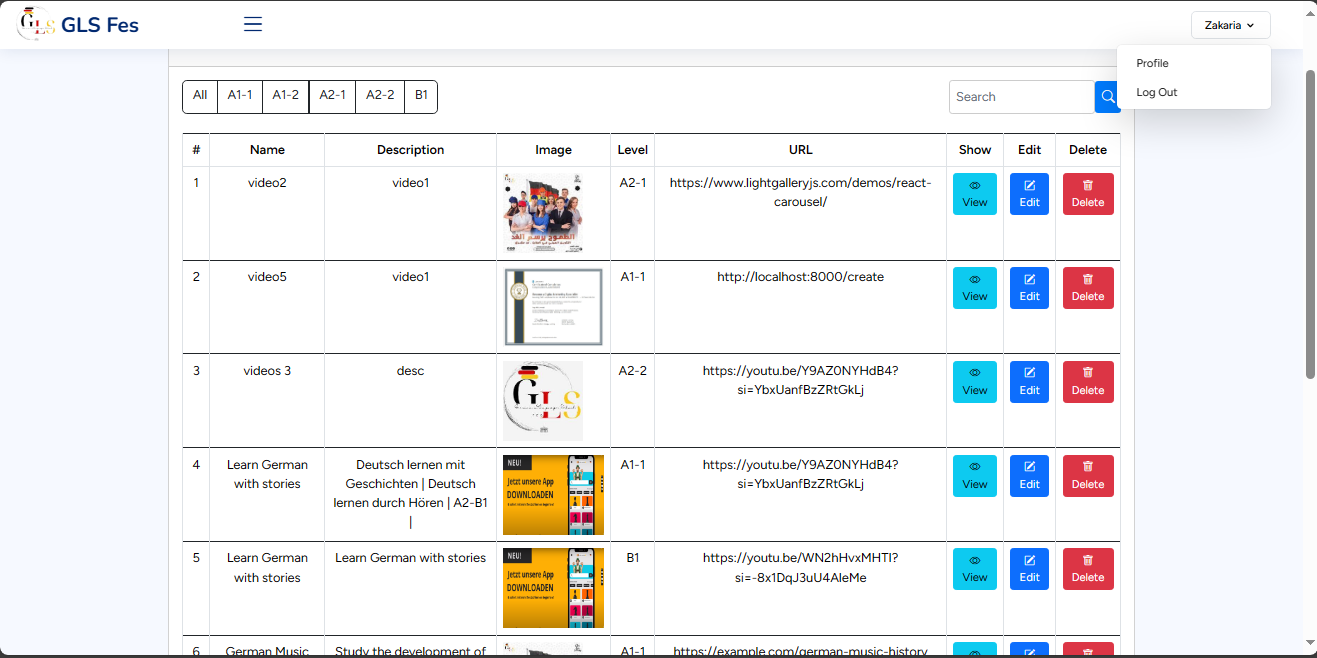 GLS
GLS Fes
Zakaria
Profile
Log Out
All
A1-1
A1-2
A2-1
A2-2
B1
Search
#
Name
Description
Image
Level
URL
Show
Edit
Delete
1
video2
video1
A2-1
https://www.lightgalleryjs.com/demos/react-
carousel/
View
Edit
Delete
2
video5
video1
A1-1
http://localhost:8000/create
View
Edit
Delete
3
videos 3
desc
GLS
A2-2
https://youtu.be/Y9AZ0NYHdB4?
si=YbxUanfBzZRtGkLj
View
Edit
Delete
4
Learn German
with stories
Deutsch lernen mit
Geschichten | Deutsch
lernen durch Hören | A2-B1
|
NEU!
Jetzt unsere App
DOWNLOADEN
A1-1
https://youtu.be/Y9AZ0NYHdB4?
si=YbxUanfBzZRtGkLj
View
Edit
Delete
5
Learn German
with stories
Learn German with stories
NEU!
Jetzt unsere App
DOWNLOADEN
B1
https://youtu.be/WN2hHvxMHTI?
si=-8x1DqJ3uU4AleMe
View
Edit
Delete
6
German Music
Study the development of
A1-1
https://example.com/german-music-history